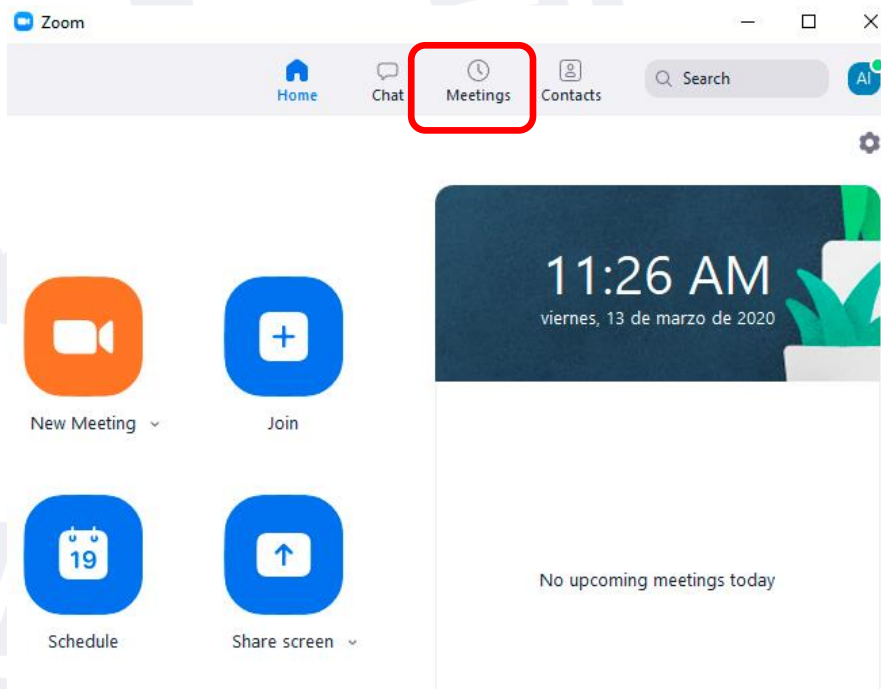 Zoom
Home
Chat
Meetings
Contacts
Search
AI
11:26 AM
viernes, 13 de marzo de 2020
New Meeting
Join
19
Schedule
Share screen
No upcoming meetings today